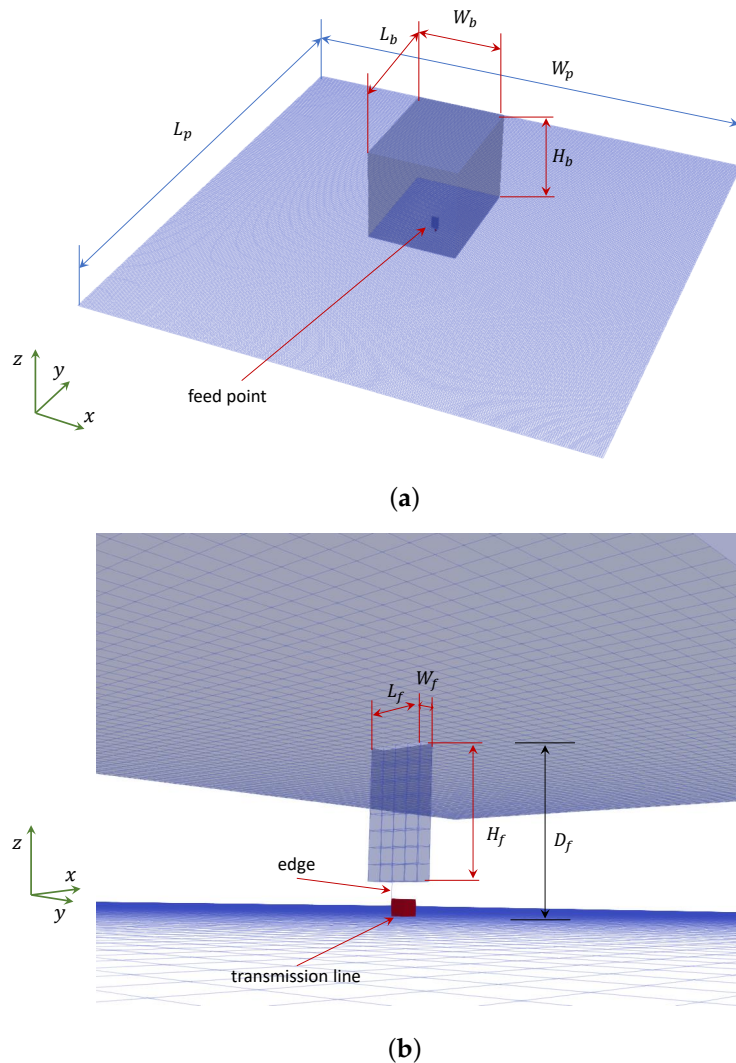 W_b
L_b
W_p
L_p
H_b
z
y
x
feed point
(a)
W_f
L_f
H_f
D_f
z
x
y
edge
transmission line
(b)